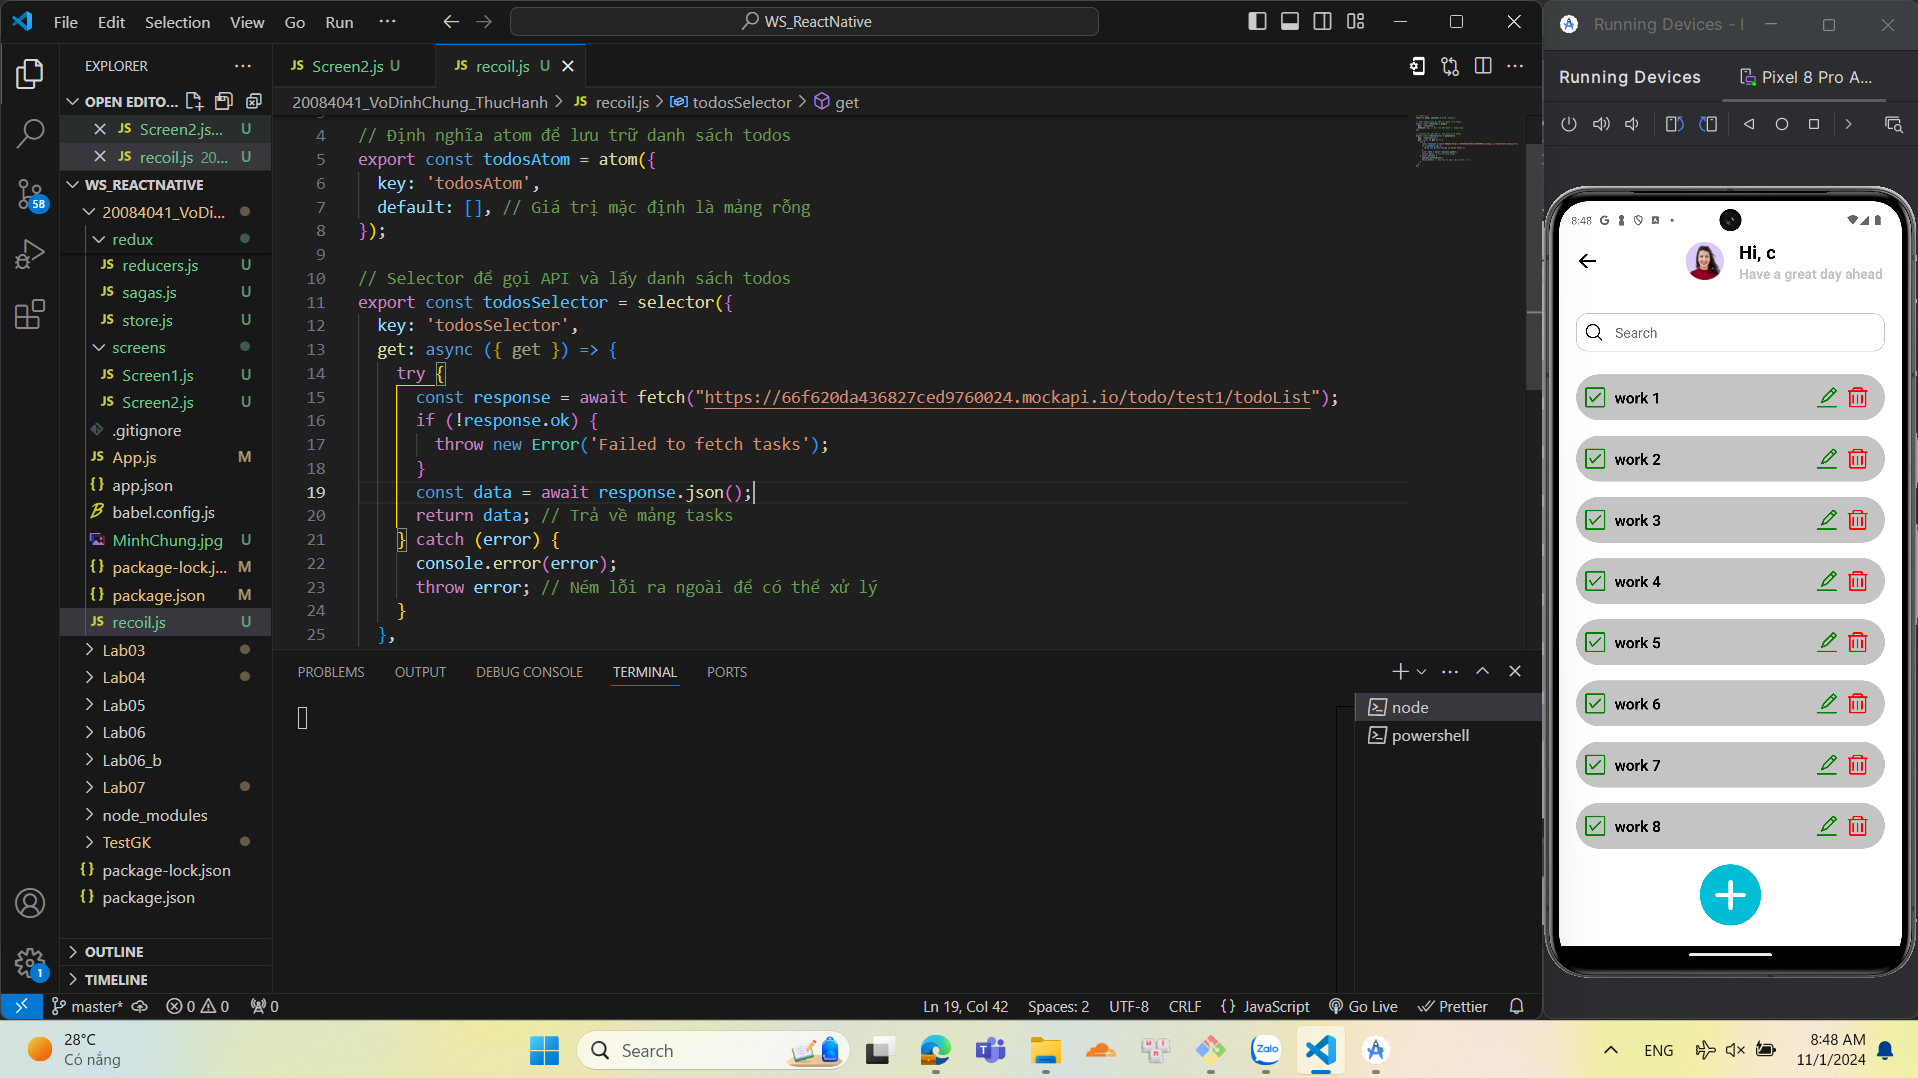 File Edit Selection View Go Run ···
WS_ReactNative
EXPLORER
OPEN EDITO...
JS Screen2.js... U
JS recoil.js 20... U
WS_REACTNATIVE
20084041_VoDi...
redux
JS reducers.js U
JS sagas.js U
JS store.js U
screens
JS Screen1.js U
JS Screen2.js U
.gitignore
JS App.js M
{} app.json
babel.config.js
MinhChung.jpg U
{} package-lock.j... M
{} package.json M
JS recoil.js U
Lab03
Lab04
Lab05
Lab06
Lab06_b
Lab07
node_modules
TestGK
{} package-lock.json
{} package.json
OUTLINE
TIMELINE
58
1
JS Screen2.js U
JS recoil.js U
20084041_VoDinhChung_ThucHanh > JS recoil.js > todosSelector > get
4 // Định nghĩa atom để lưu trữ danh sách todos
5 export const todosAtom = atom({
6 key: 'todosAtom',
7 default: [], // Giá trị mặc định là mảng rỗng
8 });
9
10 // Selector để gọi API và lấy danh sách todos
11 export const todosSelector = selector({
12 key: 'todosSelector',
13 get: async ({ get }) => {
14 try {
15 const response = await fetch("https://66f620da436827ced9760024.mockapi.io/todo/test1/todoList");
16 if (!response.ok) {
17 throw new Error('Failed to fetch tasks');
18 }
19 const data = await response.json();
20 return data; // Trả về mảng tasks
21 } catch (error) {
22 console.error(error);
23 throw error; // Ném lỗi ra ngoài để có thể xử lý
24 }
25 },
PROBLEMS OUTPUT DEBUG CONSOLE TERMINAL PORTS
node
powershell
master* 0 0 0
Ln 19, Col 42 Spaces: 2 UTF-8 CRLF {} JavaScript Go Live Prettier
Running Devices - I
Running Devices Pixel 8 Pro A...
8:48 G
Hi, c
Have a great day ahead
Search
work 1
work 2
work 3
work 4
work 5
work 6
work 7
work 8
28°C
Có nắng
Search
Zalo
ENG
8:48 AM
11/1/2024